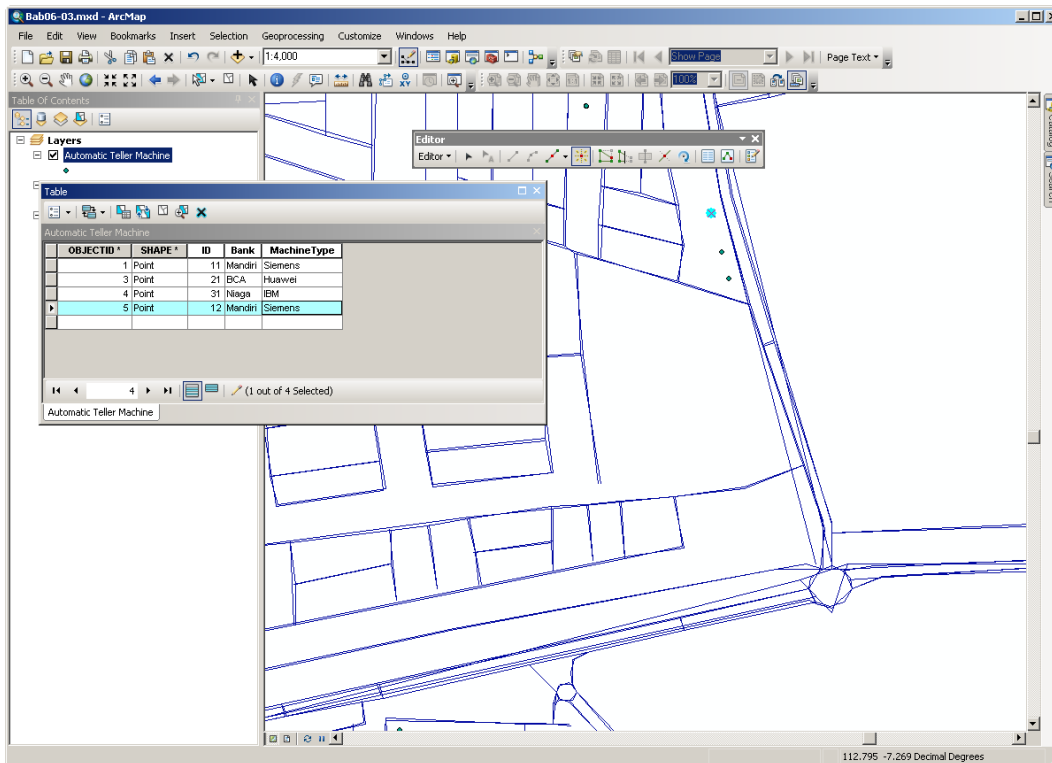 Bab06-03.mxd - ArcMap
File Edit View Bookmarks Insert Selection Geoprocessing Customize Windows Help
1:4,000 Show Page Page Text
100%
Table Of Contents
Layers
Automatic Teller Machine
Editor
Editor
Table
Automatic Teller Machine
OBJECTID * SHAPE * ID Bank MachineType
1 Point 11 Mandiri Siemens
3 Point 21 BCA Huawei
4 Point 31 Niaga IBM
5 Point 12 Mandiri Siemens
4 (1 out of 4 Selected)
Automatic Teller Machine
Catalog
Search
112.795 -7.269 Decimal Degrees